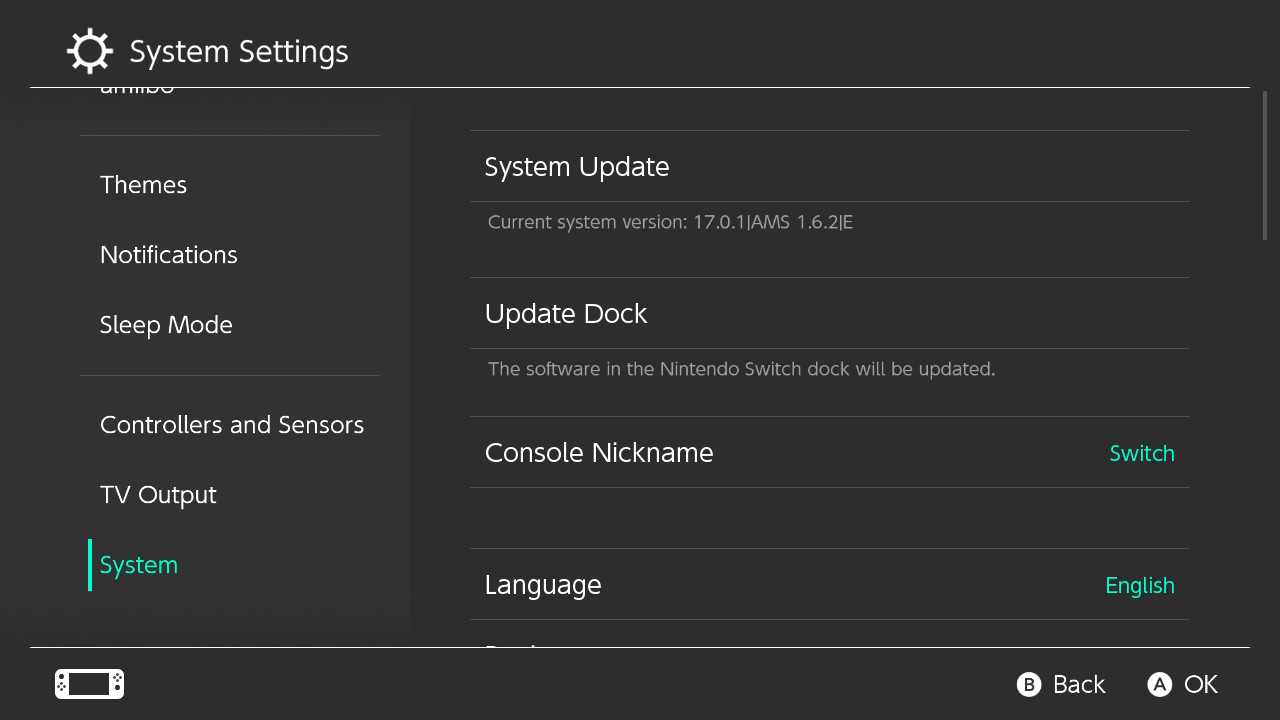 System Settings
amiibo
Themes
Notifications
Sleep Mode
Controllers and Sensors
TV Output
System
System Update
Current system version: 17.0.1|AMS 1.6.2|E
Update Dock
The software in the Nintendo Switch dock will be updated.
Console Nickname Switch
Language English
B Back A OK